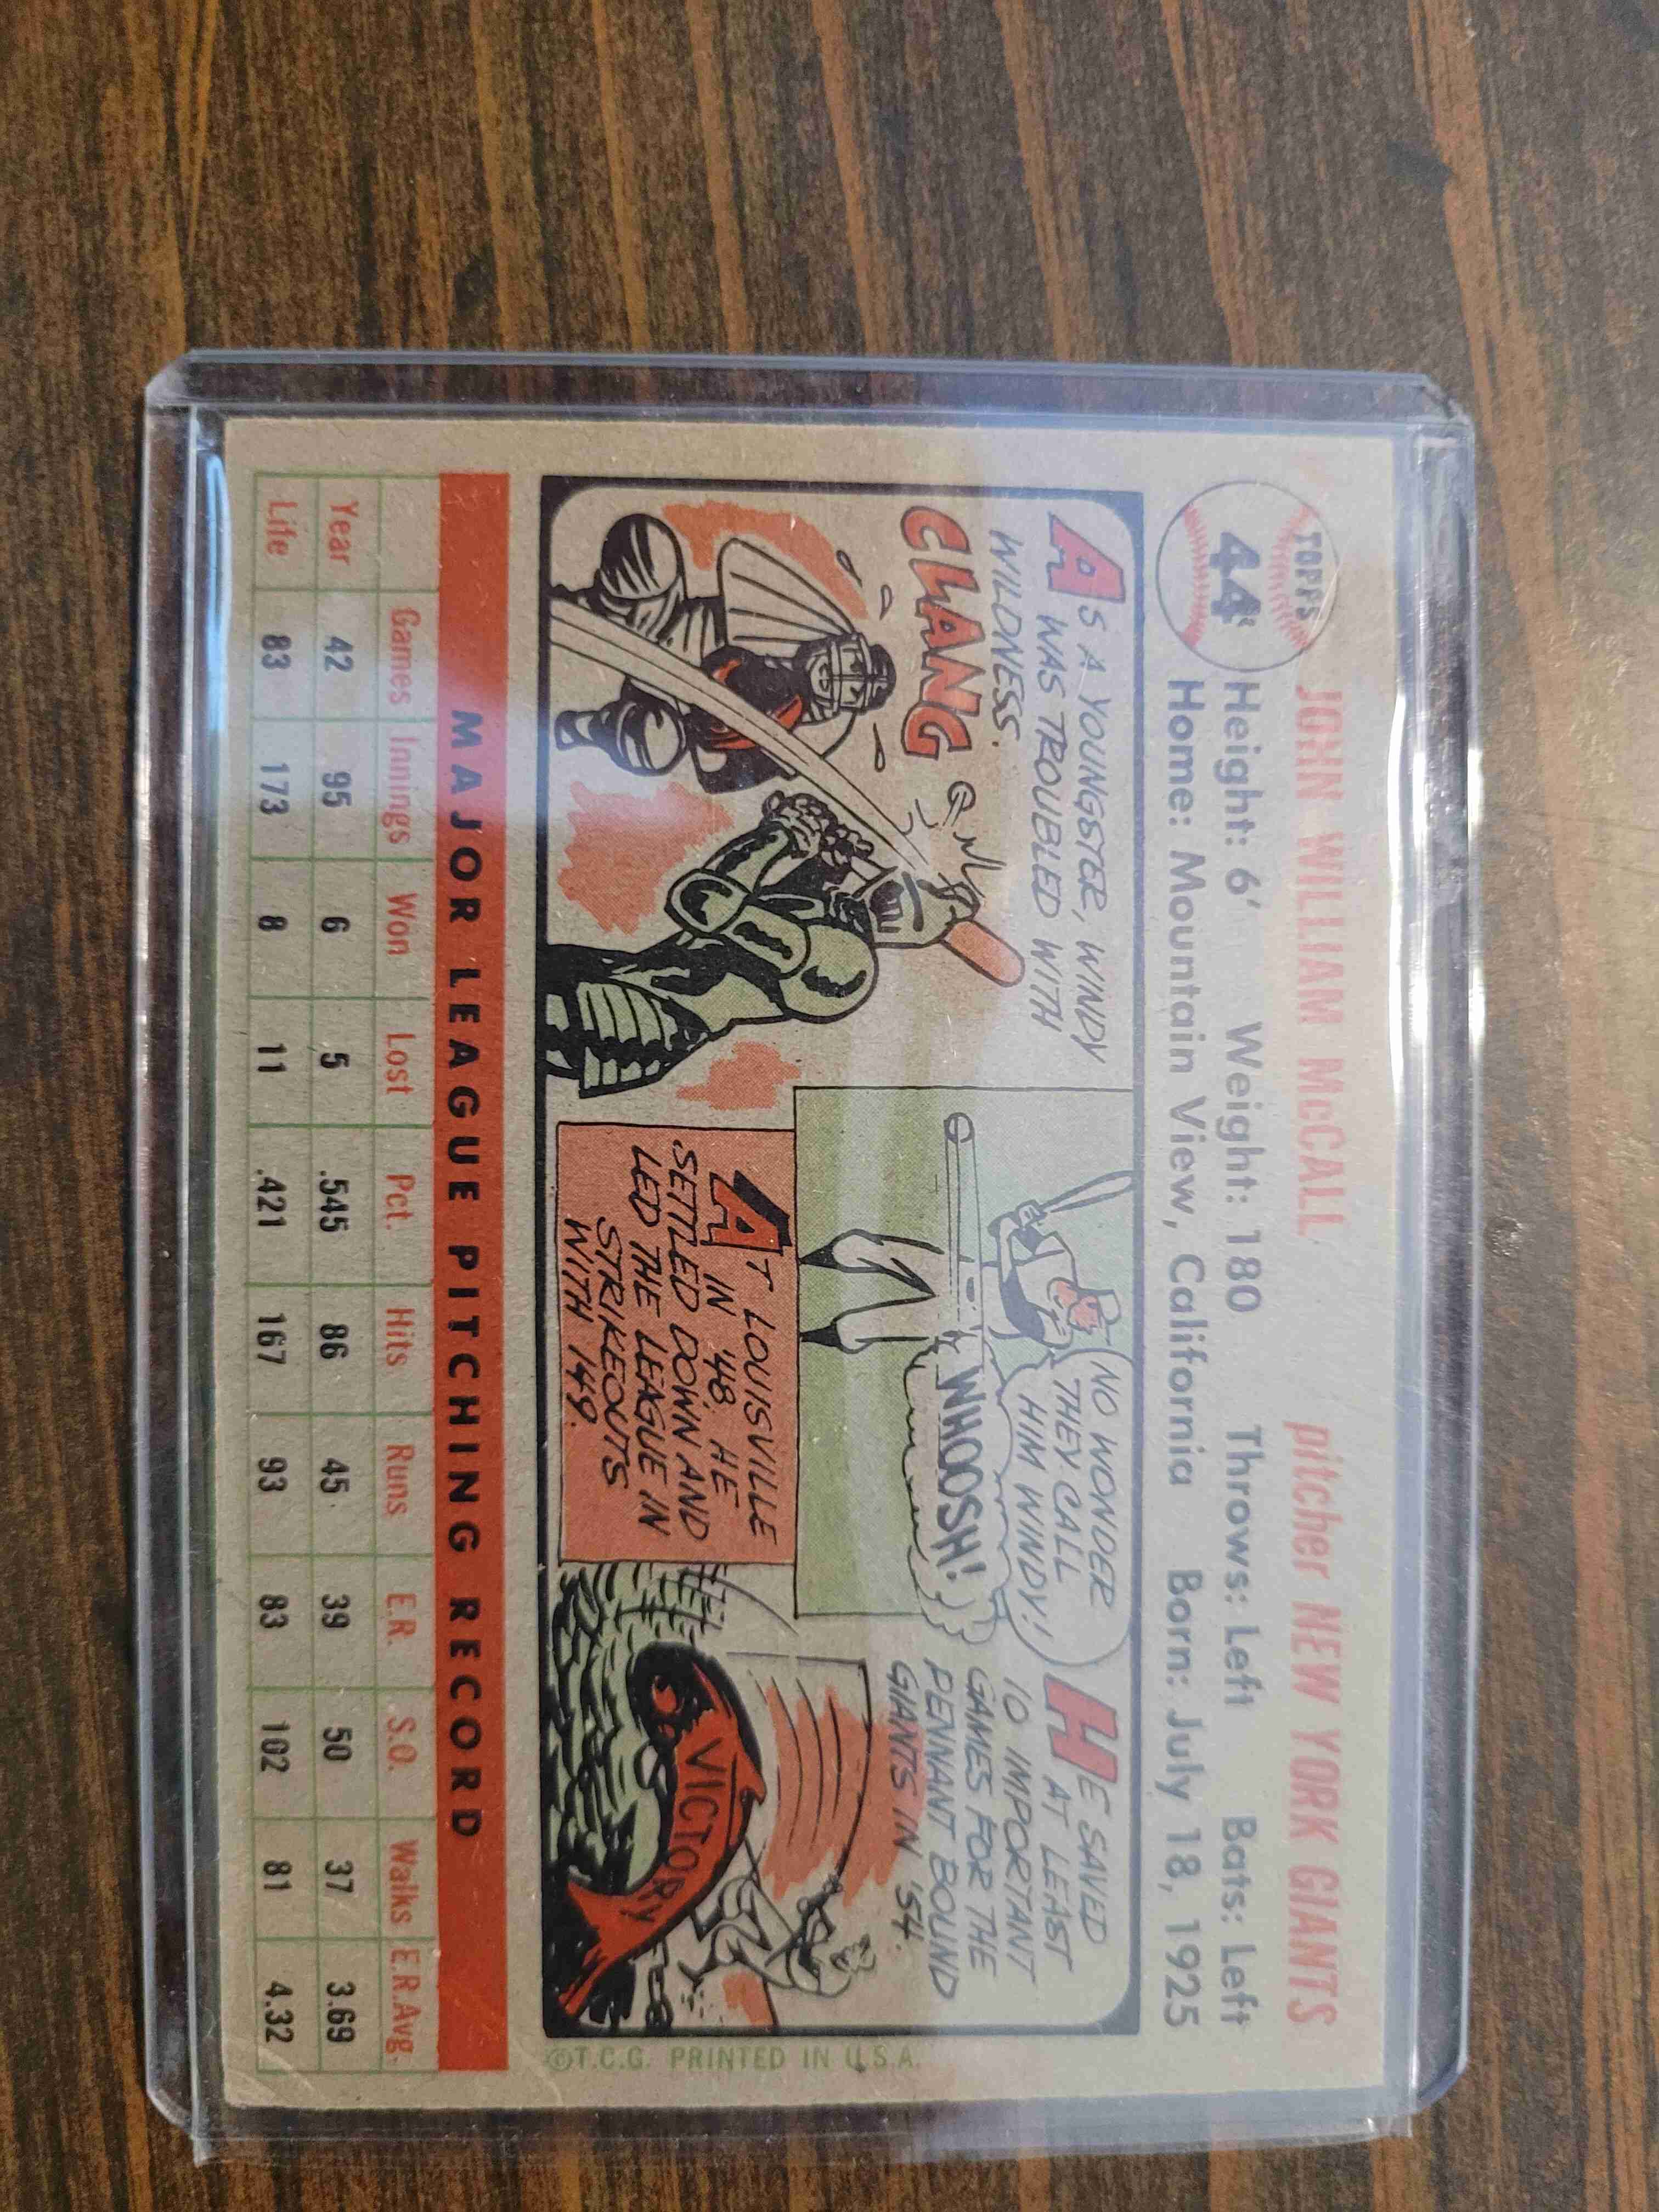 TOPPS
44
JOHN WILLIAM McCALL pitcher NEW YORK GIANTS
Height: 6' Weight: 180 Throws: Left Bats: Left
Home: Mountain View, California Born: July 18, 1925
AS A YOUNGSTER, WINDY
WAS TROUBLED WITH
WILDNESS.
CLANG
NO WONDER
THEY CALL
HIM WINDY!
WHOOSH!
AT LOUISVILLE
IN '48, HE
SETTLED DOWN AND
LED THE LEAGUE IN
STRIKEOUTS
WITH 149.
HE SAVED
AT LEAST
10 IMPORTANT
GAMES FOR THE
PENNANT BOUND
GIANTS IN '54.
VICTORY
©T.C.G. PRINTED IN U.S.A.
MAJOR LEAGUE PITCHING RECORD
Games Innings Won Lost Pct. Hits Runs E.R. S.O. Walks E.R.Avg.
Year 42 95 6 5 .545 86 45 39 50 37 3.69
Life 83 173 8 11 .421 167 93 83 102 81 4.32